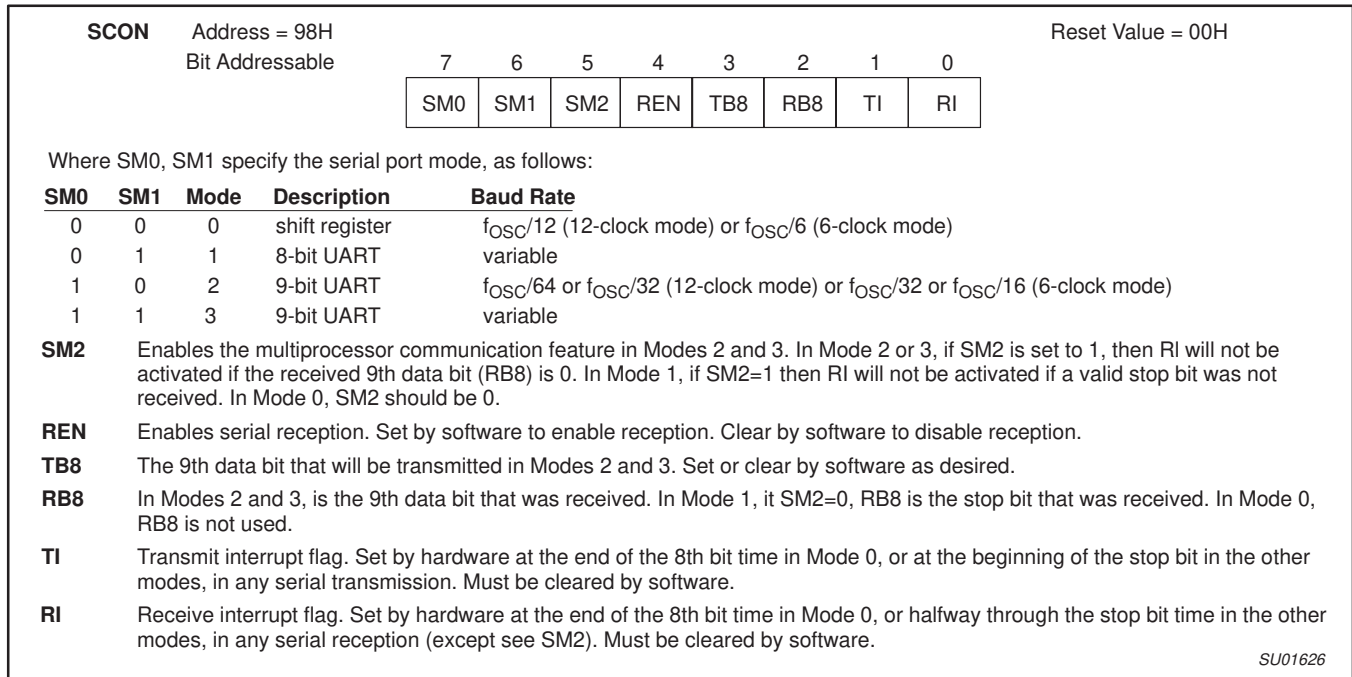 SCON Address = 98H Reset Value = 00H
Bit Addressable 7 6 5 4 3 2 1 0
SM0 SM1 SM2 REN TB8 RB8 TI RI
Where SM0, SM1 specify the serial port mode, as follows:
SM0 SM1 Mode Description Baud Rate
0 0 0 shift register fOSC/12 (12-clock mode) or fOSC/6 (6-clock mode)
0 1 1 8-bit UART variable
1 0 2 9-bit UART fOSC/64 or fOSC/32 (12-clock mode) or fOSC/32 or fOSC/16 (6-clock mode)
1 1 3 9-bit UART variable
SM2 Enables the multiprocessor communication feature in Modes 2 and 3. In Mode 2 or 3, if SM2 is set to 1, then Rl will not be
activated if the received 9th data bit (RB8) is 0. In Mode 1, if SM2=1 then RI will not be activated if a valid stop bit was not
received. In Mode 0, SM2 should be 0.
REN Enables serial reception. Set by software to enable reception. Clear by software to disable reception.
TB8 The 9th data bit that will be transmitted in Modes 2 and 3. Set or clear by software as desired.
RB8 In Modes 2 and 3, is the 9th data bit that was received. In Mode 1, it SM2=0, RB8 is the stop bit that was received. In Mode 0,
RB8 is not used.
TI Transmit interrupt flag. Set by hardware at the end of the 8th bit time in Mode 0, or at the beginning of the stop bit in the other
modes, in any serial transmission. Must be cleared by software.
RI Receive interrupt flag. Set by hardware at the end of the 8th bit time in Mode 0, or halfway through the stop bit time in the other
modes, in any serial reception (except see SM2). Must be cleared by software.
SU01626